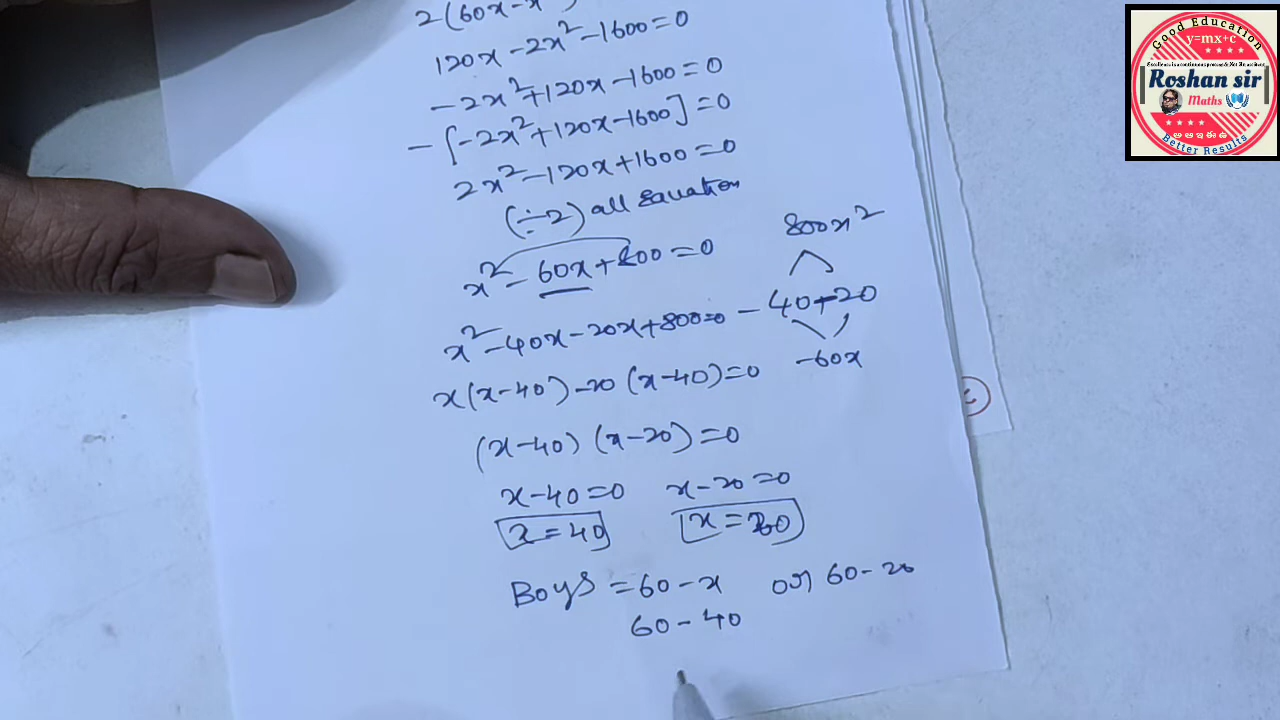 2(60x-x
120x-2x²-1600=0
-2x²+120x-1600=0
-[-2x²+120x-1600]=0
2x²-120x+1600=0
(÷2) all Equation
x²-60x+800=0
800x²
x²-40x-20x+800=0
-40+-20
-60x
x(x-40)-20(x-40)=0
(x-40)(x-20)=0
x-40=0 x-20=0
x=40 x=20
Boys =60-x or 60-20
60-40
Good Education
y=mx+c
Roshan sir
Maths
Better Results